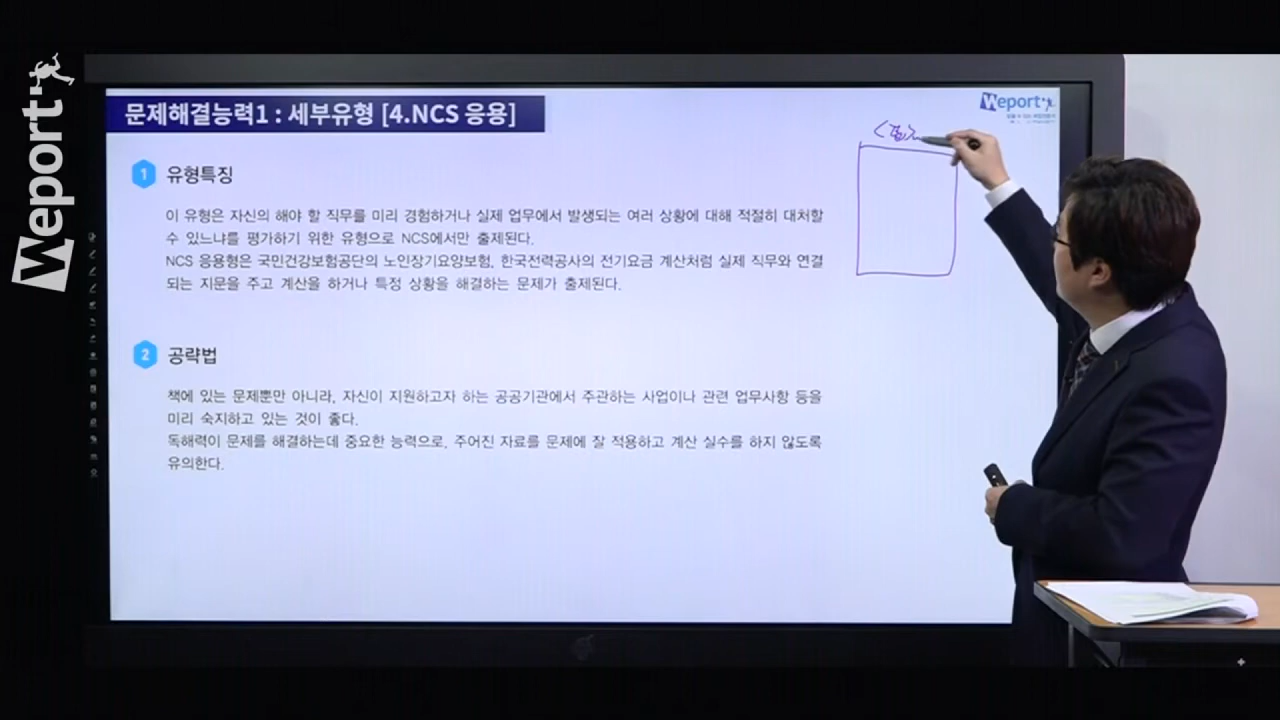 Weport
문제해결능력1 : 세부유형 [4.NCS 응용]
Weport
1 유형특징
이 유형은 자신의 해야 할 직무를 미리 경험하거나 실제 업무에서 발생되는 여러 상황에 대해 적절히 대처할
수 있느냐를 평가하기 위한 유형으로 NCS에서만 출제된다.
NCS 응용형은 국민건강보험공단의 노인장기요양보험, 한국전력공사의 전기요금 계산처럼 실제 직무와 연결
되는 지문을 주고 계산을 하거나 특정 상황을 해결하는 문제가 출제된다.
2 공략법
책에 있는 문제뿐만 아니라, 자신이 지원하고자 하는 공공기관에서 주관하는 사업이나 관련 업무사항 등을
미리 숙지하고 있는 것이 좋다.
독해력이 문제를 해결하는데 중요한 능력으로, 주어진 자료를 문제에 잘 적용하고 계산 실수를 하지 않도록
유의한다.